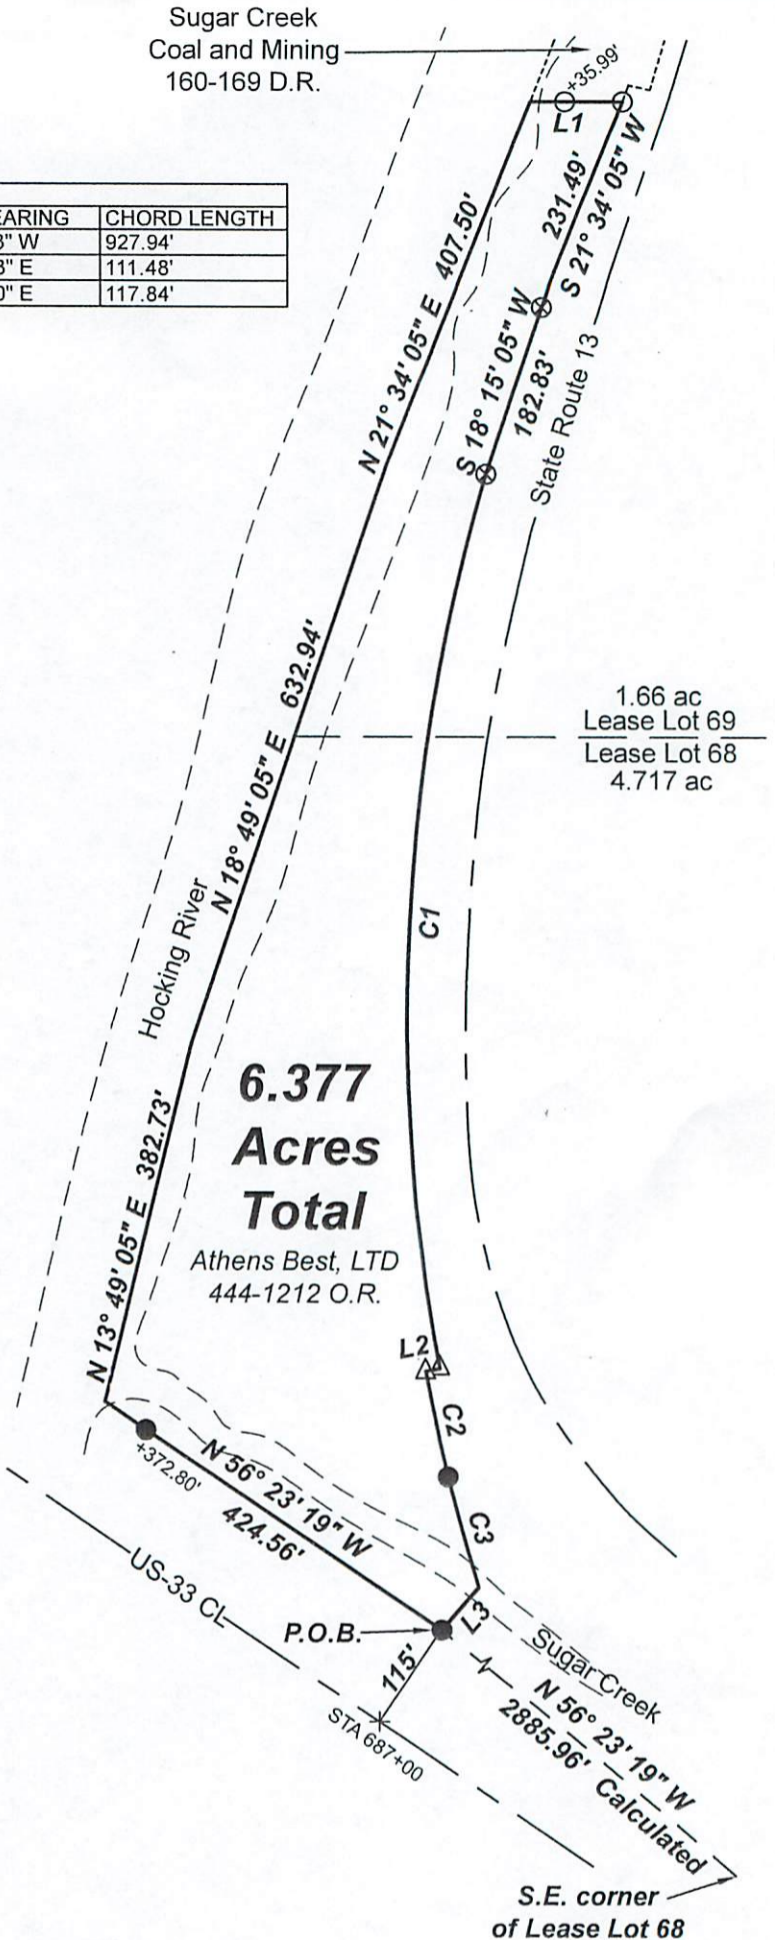 Sugar Creek
Coal and Mining
160-169 D.R.
+35.99'
L1
EARING CHORD LENGTH
3" W 927.94'
3" E 111.48'
0" E 117.84'
N 21° 34' 05" E 407.50'
231.49'
S 21° 34' 05" W
S 18° 15' 05" W
182.83'
State Route 13
N 18° 49' 05" E 632.94'
1.66 ac
Lease Lot 69
Lease Lot 68
4.717 ac
C1
Hocking River
6.377
Acres
Total
Athens Best, LTD
444-1212 O.R.
N 13° 49' 05" E 382.73'
L2
C2
C3
+372.80'
N 56° 23' 19" W
424.56'
US-33 CL
P.O.B.
L3
115'
STA 687+00
Sugar Creek
N 56° 23' 19" W
2885.96' Calculated
S.E. corner
of Lease Lot 68